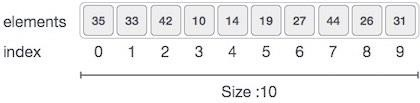 elements 35 33 42 10 14 19 27 44 26 31
index 0 1 2 3 4 5 6 7 8 9
Size :10